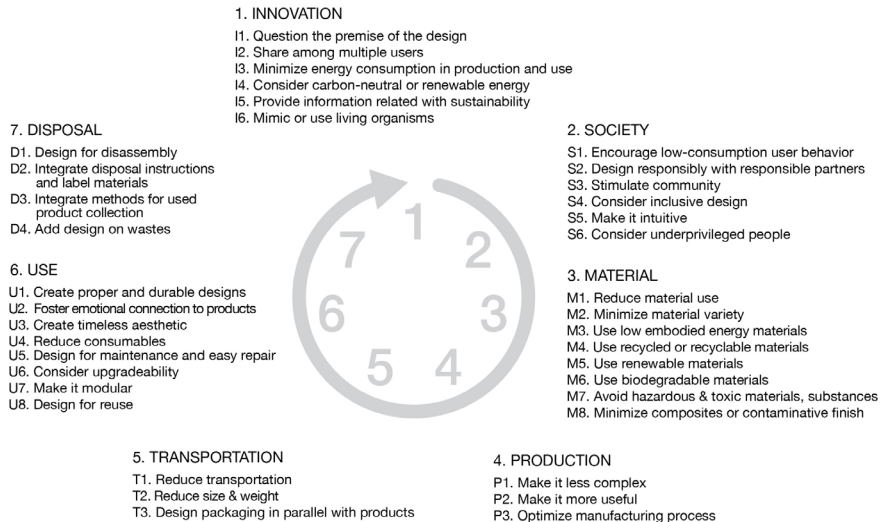 1. INNOVATION
I1. Question the premise of the design
I2. Share among multiple users
I3. Minimize energy consumption in production and use
I4. Consider carbon-neutral or renewable energy
I5. Provide information related with sustainability
I6. Mimic or use living organisms
2. SOCIETY
S1. Encourage low-consumption user behavior
S2. Design responsibly with responsible partners
S3. Stimulate community
S4. Consider inclusive design
S5. Make it intuitive
S6. Consider underprivileged people
3. MATERIAL
M1. Reduce material use
M2. Minimize material variety
M3. Use low embodied energy materials
M4. Use recycled or recyclable materials
M5. Use renewable materials
M6. Use biodegradable materials
M7. Avoid hazardous & toxic materials, substances
M8. Minimize composites or contaminative finish
4. PRODUCTION
P1. Make it less complex
P2. Make it more useful
P3. Optimize manufacturing process
5. TRANSPORTATION
T1. Reduce transportation
T2. Reduce size & weight
T3. Design packaging in parallel with products
6. USE
U1. Create proper and durable designs
U2. Foster emotional connection to products
U3. Create timeless aesthetic
U4. Reduce consumables
U5. Design for maintenance and easy repair
U6. Consider upgradeability
U7. Make it modular
U8. Design for reuse
7. DISPOSAL
D1. Design for disassembly
D2. Integrate disposal instructions
and label materials
D3. Integrate methods for used
product collection
D4. Add design on wastes
1
2
3
4
5
6
7